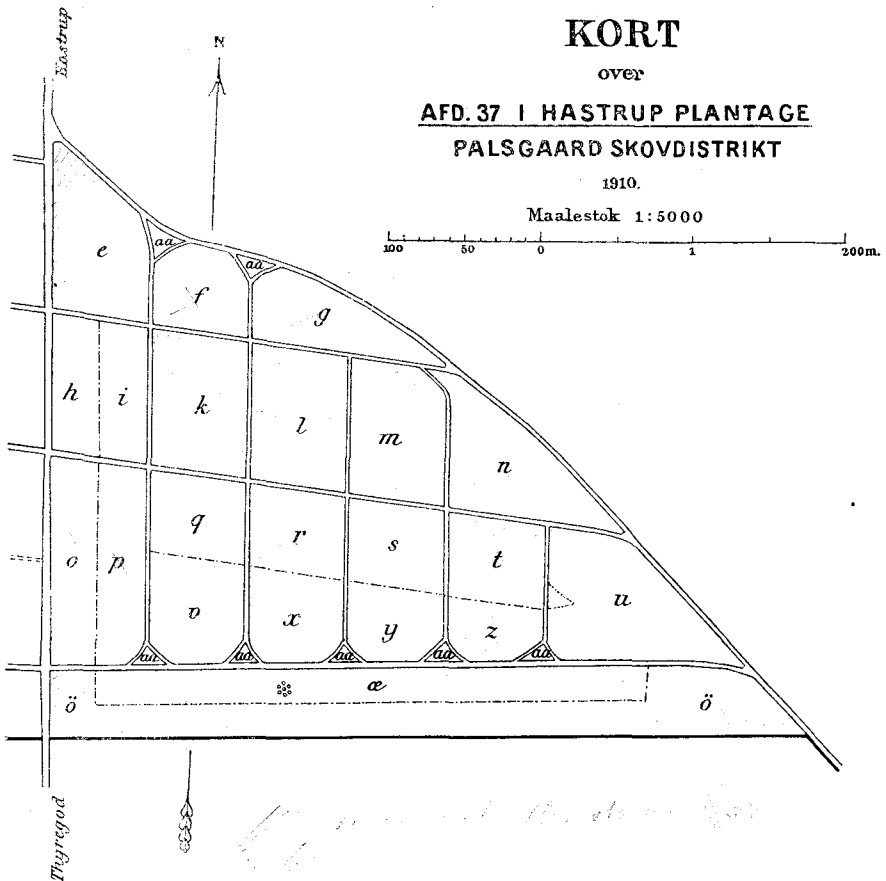 KORT
over
AFD. 37 I HASTRUP PLANTAGE
PALSGAARD SKOVDISTRIKT
1910.
Maalestok 1:5000
100 50 0 1 200m.
N
Kostrup
e
aa
f
aa
g
h
i
k
l
m
n
o
p
q
r
s
t
u
v
x
y
z
aa
aa
aa
aa
aa
ö
æ
ö
Thyregod